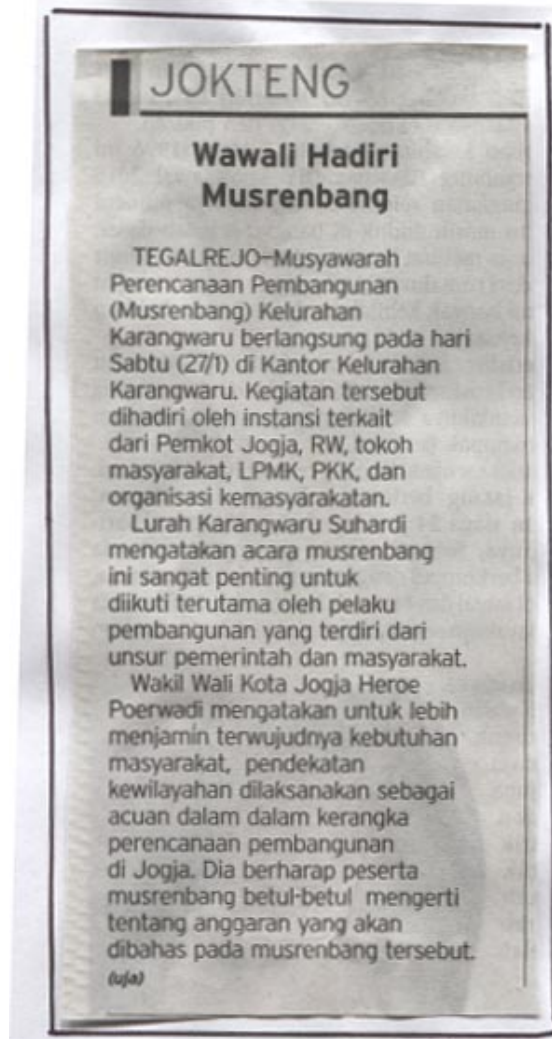 JOKTENG
Wawali Hadiri
Musrenbang
TEGALREJO—Musyawarah
Perencanaan Pembangunan
(Musrenbang) Kelurahan
Karangwaru berlangsung pada hari
Sabtu (27/1) di Kantor Kelurahan
Karangwaru. Kegiatan tersebut
dihadiri oleh instansi terkait
dari Pemkot Jogja, RW, tokoh
masyarakat, LPMK, PKK, dan
organisasi kemasyarakatan.
Lurah Karangwaru Suhardi
mengatakan acara musrenbang
ini sangat penting untuk
diikuti terutama oleh pelaku
pembangunan yang terdiri dari
unsur pemerintah dan masyarakat.
Wakil Wali Kota Jogja Heroe
Poerwadi mengatakan untuk lebih
menjamin terwujudnya kebutuhan
masyarakat, pendekatan
kewilayahan dilaksanakan sebagai
acuan dalam dalam kerangka
perencanaan pembangunan
di Jogja. Dia berharap peserta
musrenbang betul-betul mengerti
tentang anggaran yang akan
dibahas pada musrenbang tersebut.
(uja)